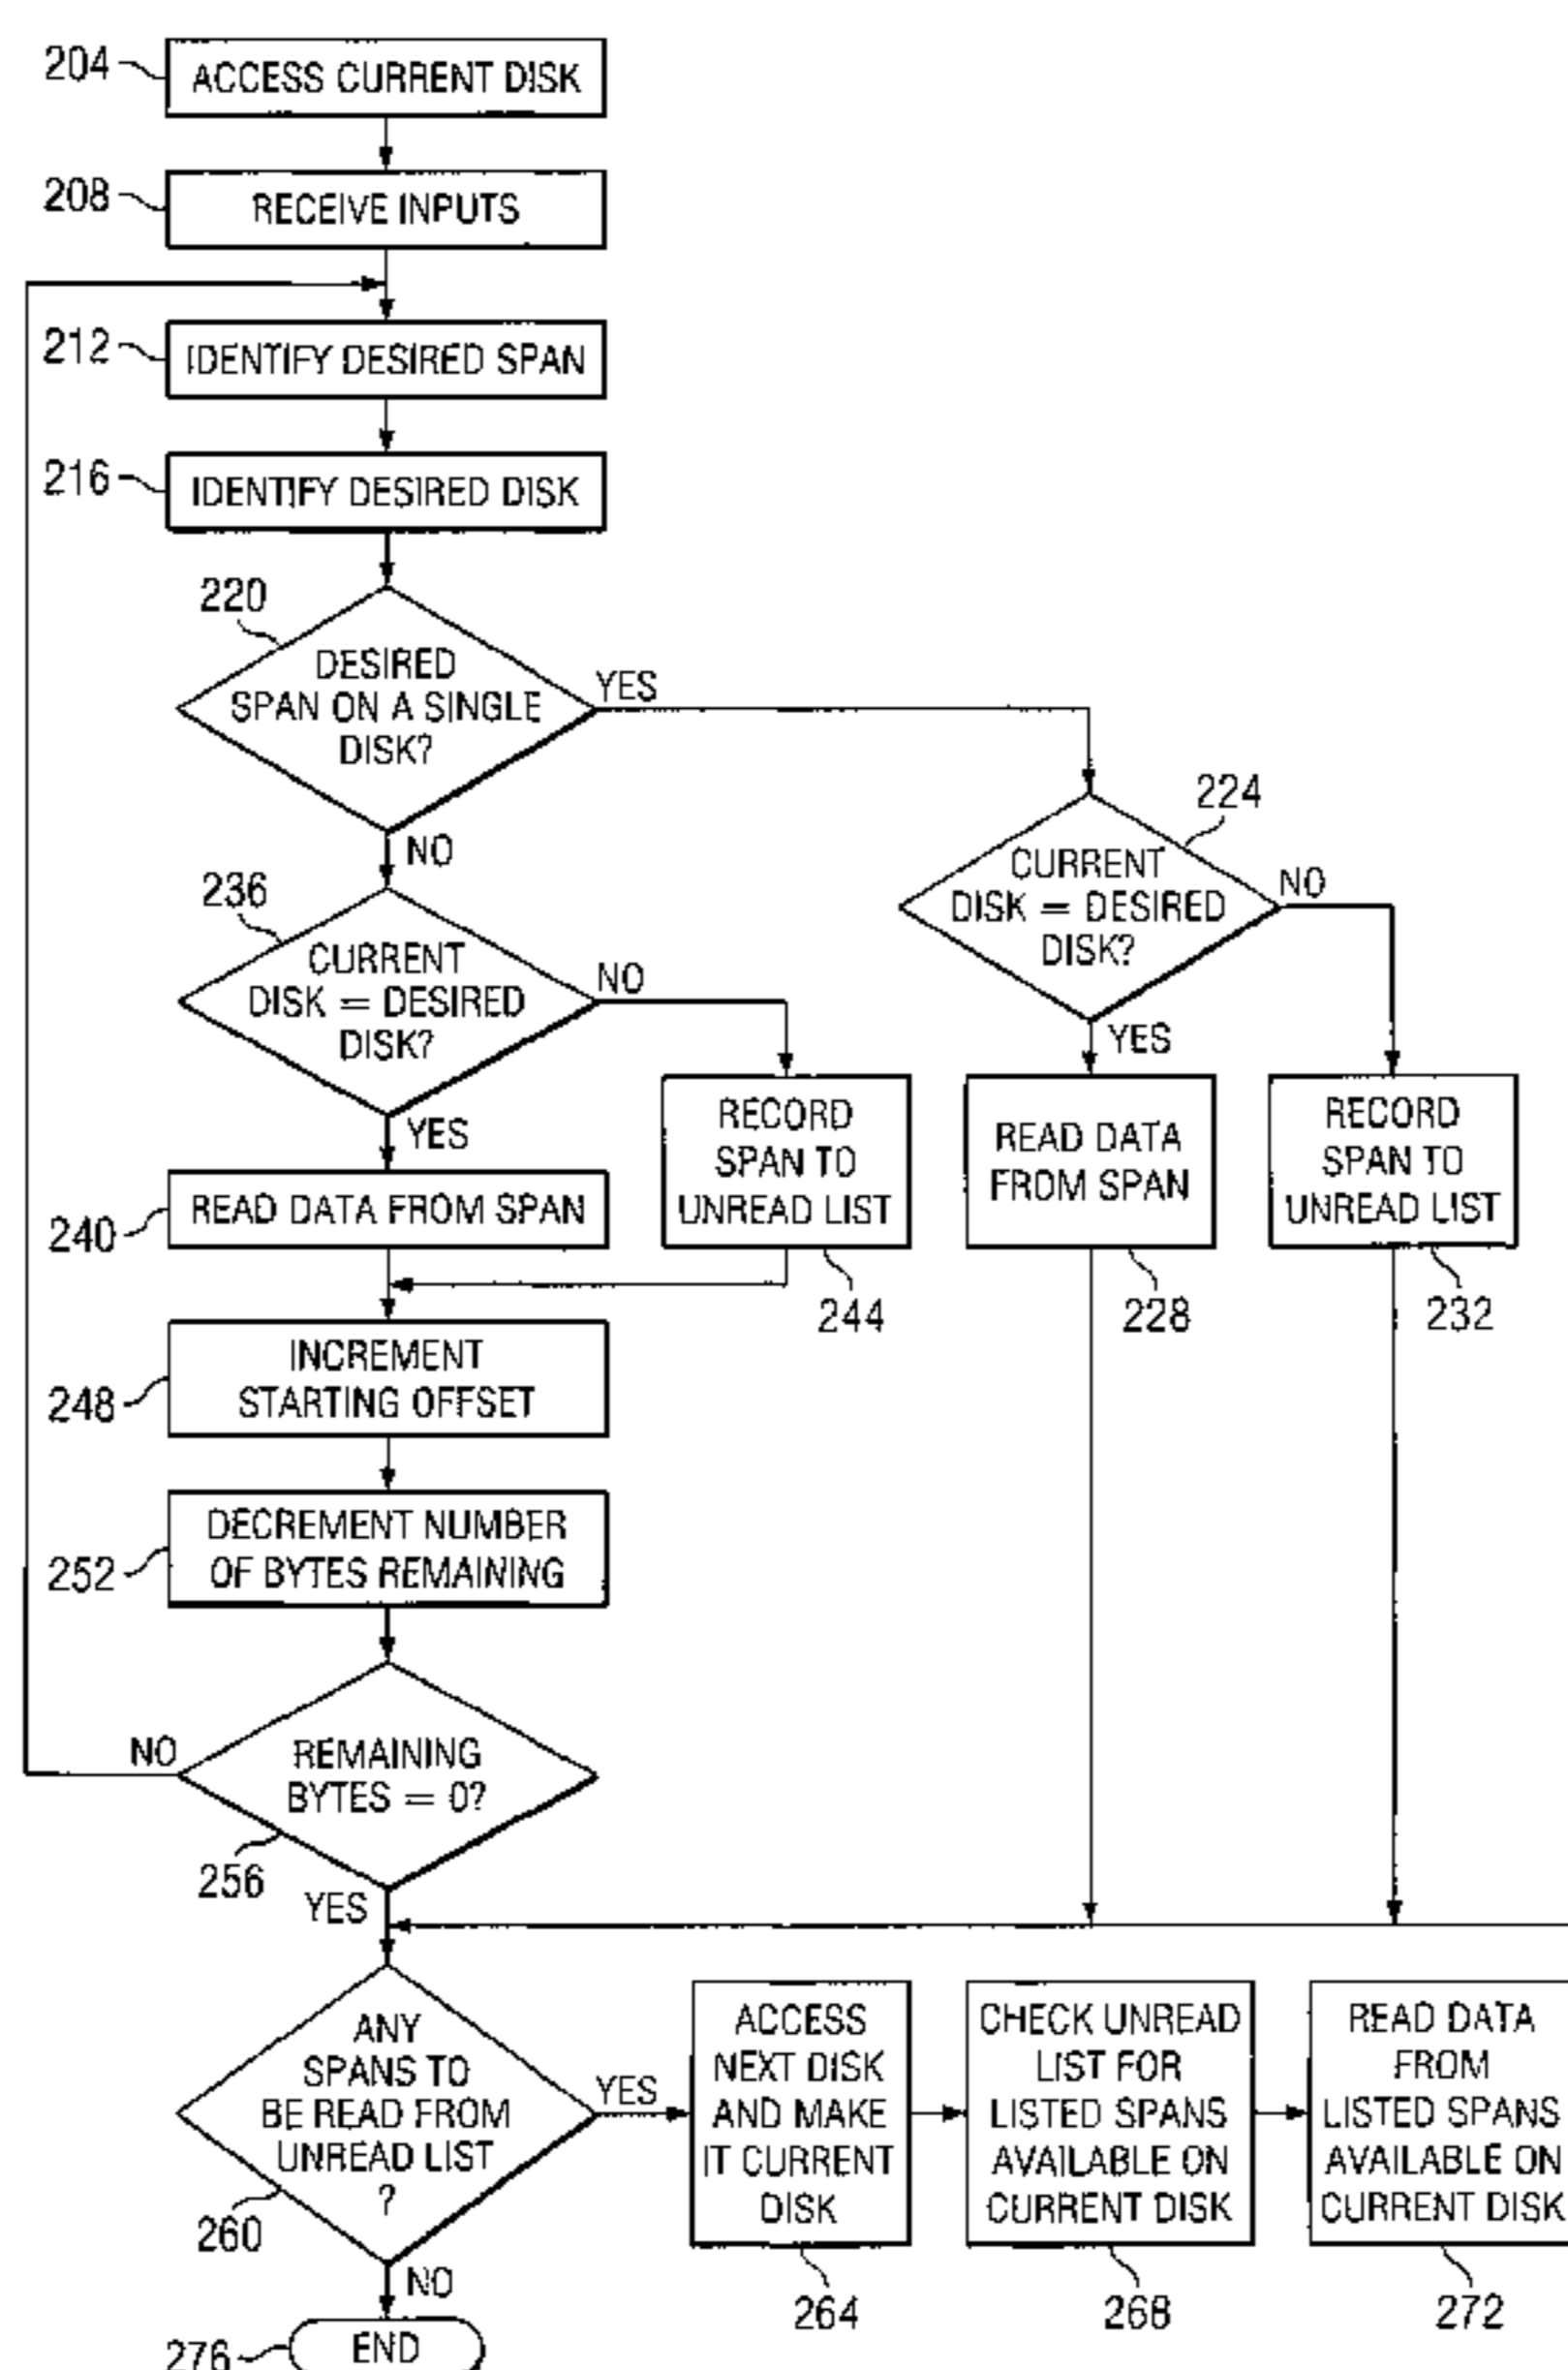 204
ACCESS CURRENT DISK
208
RECEIVE INPUTS
212
IDENTIFY DESIRED SPAN
216
IDENTIFY DESIRED DISK
220
DESIRED
SPAN ON A SINGLE
DISK?
YES
NO
224
CURRENT
DISK = DESIRED
DISK?
NO
YES
236
CURRENT
DISK = DESIRED
DISK?
NO
YES
RECORD
SPAN TO
UNREAD LIST
244
READ DATA
FROM SPAN
228
RECORD
SPAN TO
UNREAD LIST
232
240
READ DATA FROM SPAN
248
INCREMENT
STARTING OFFSET
252
DECREMENT NUMBER
OF BYTES REMAINING
NO
REMAINING
BYTES = 0?
256
YES
ANY
SPANS TO
BE READ FROM
UNREAD LIST
?
260
YES
NO
ACCESS
NEXT DISK
AND MAKE
IT CURRENT
DISK
264
CHECK UNREAD
LIST FOR
LISTED SPANS
AVAILABLE ON
CURRENT DISK
268
READ DATA
FROM
LISTED SPANS
AVAILABLE ON
CURRENT DISK
272
276
END